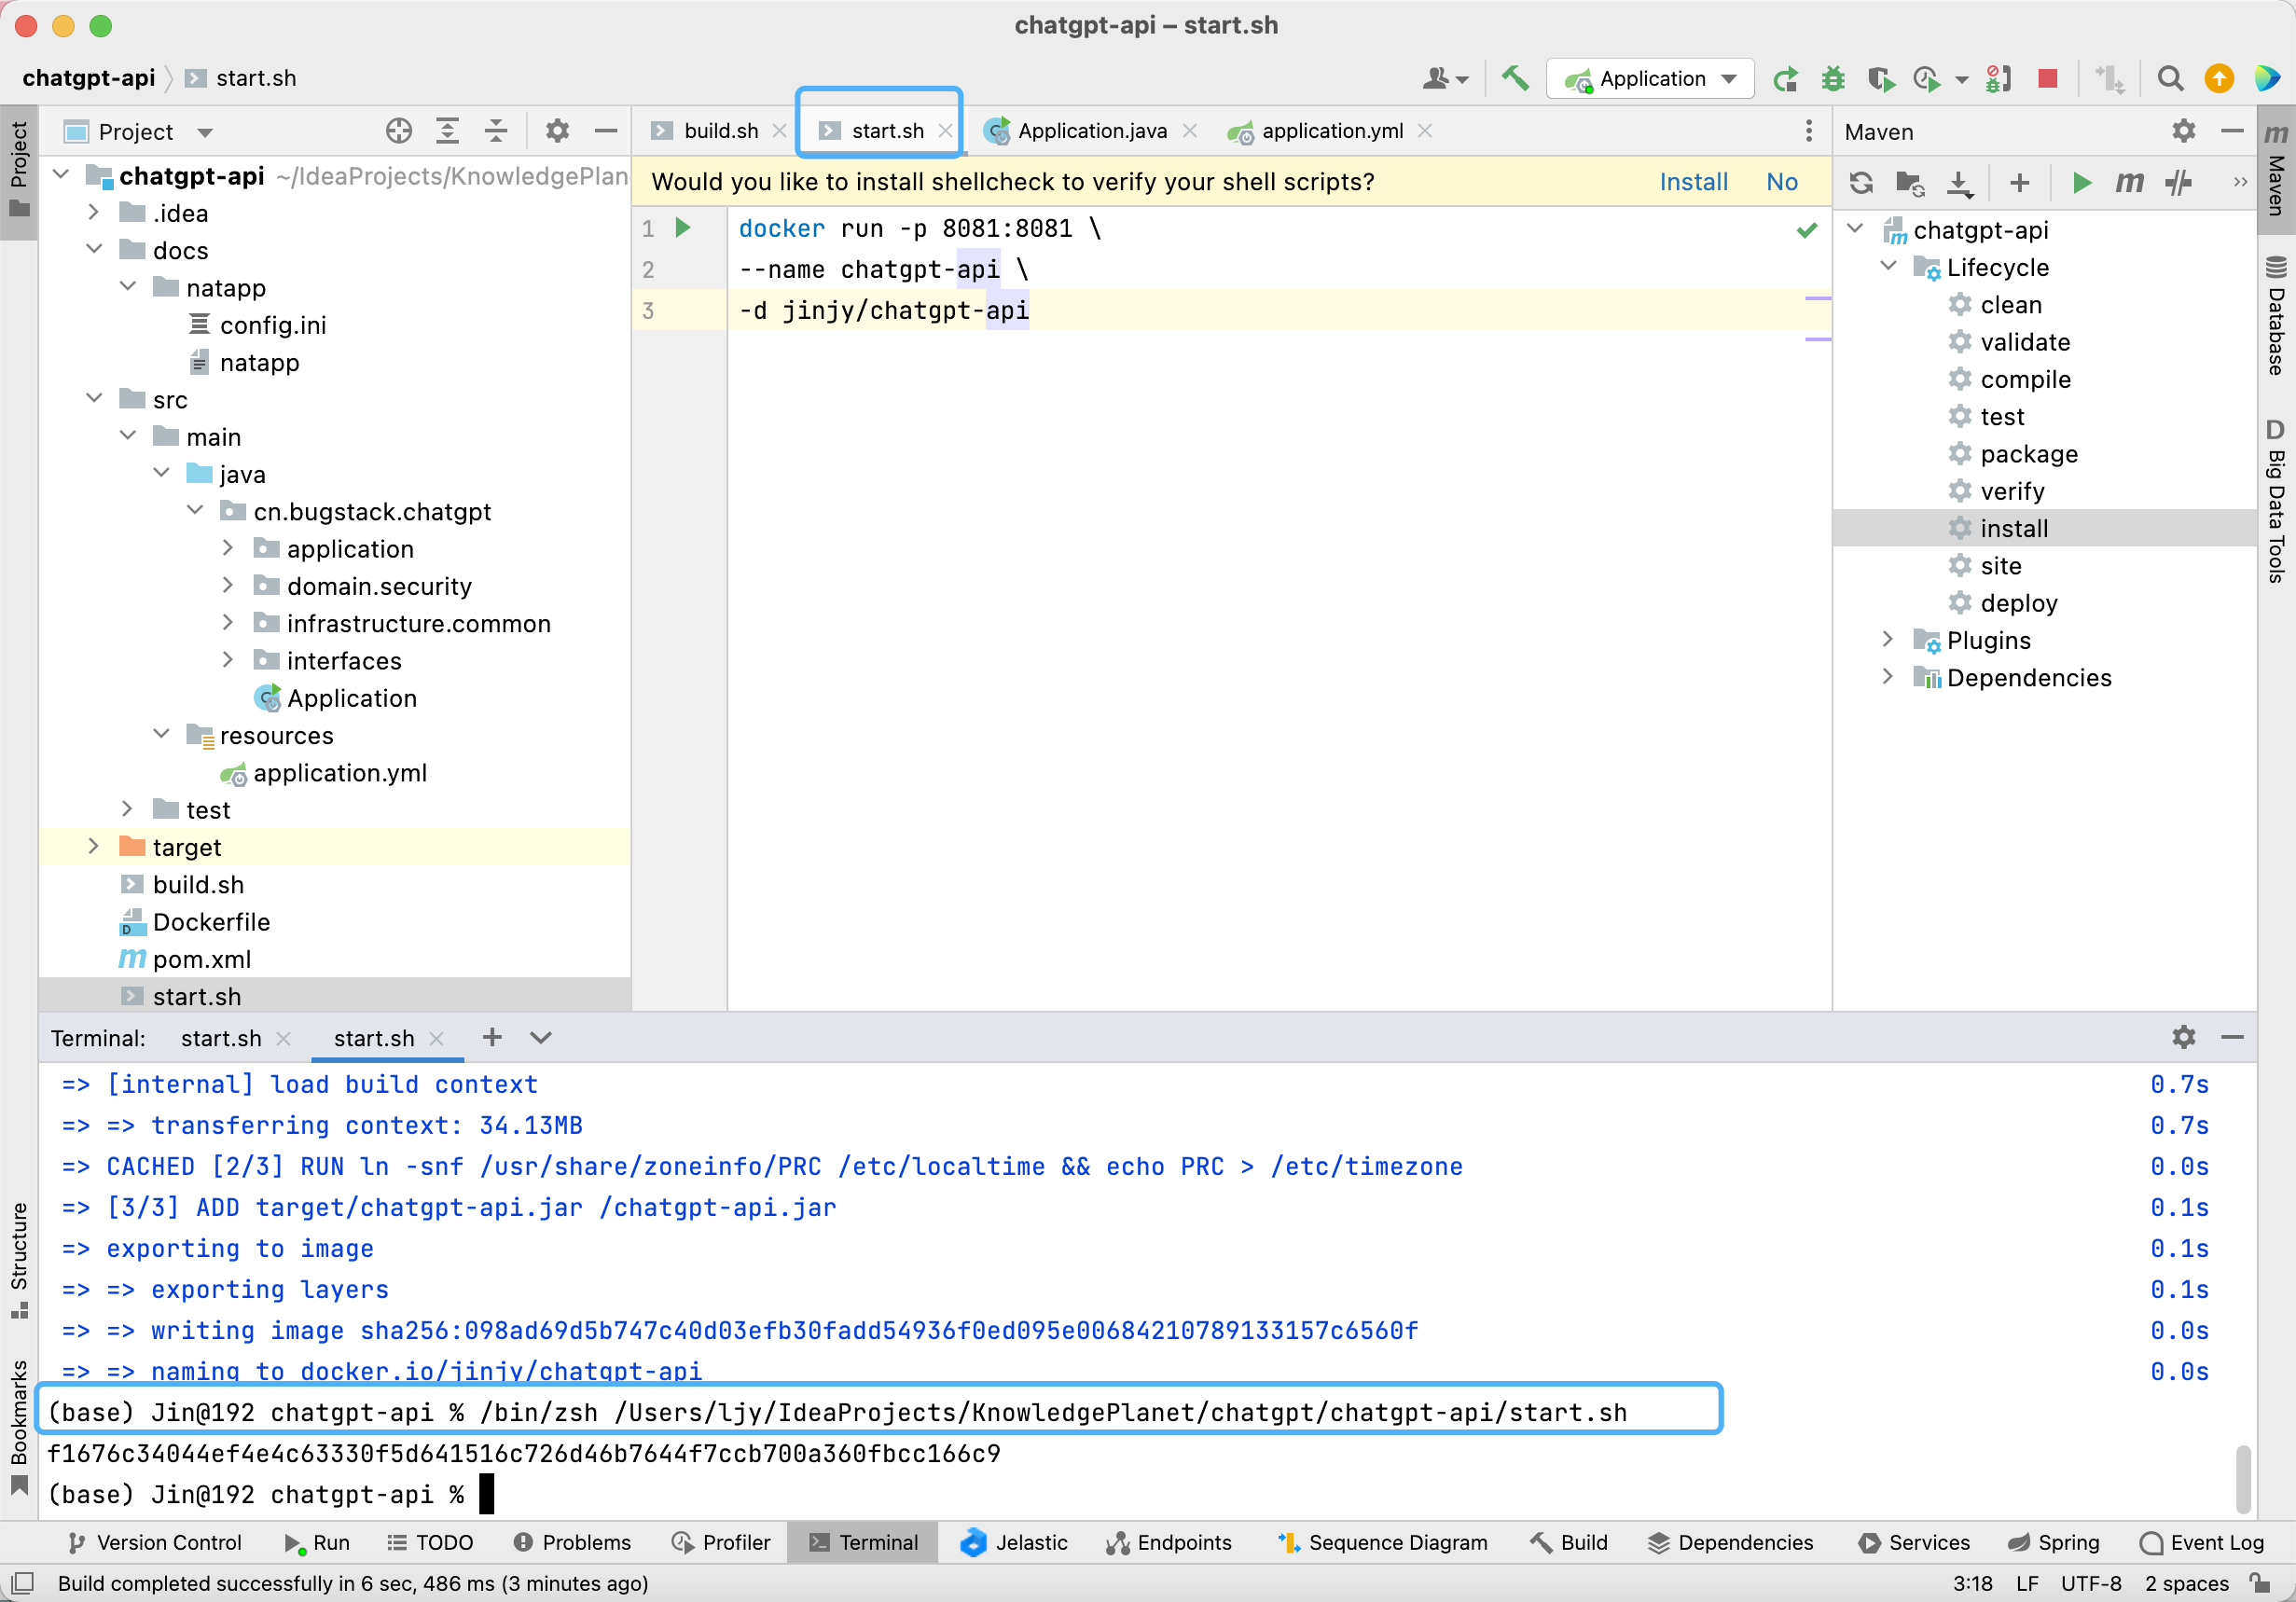 chatgpt-api – start.sh
chatgpt-api
start.sh
Application
Project
Project
build.sh
start.sh
Application.java
application.yml
Maven
chatgpt-api ~/IdeaProjects/KnowledgePlan
.idea
docs
natapp
config.ini
natapp
src
main
java
cn.bugstack.chatgpt
application
domain.security
infrastructure.common
interfaces
Application
resources
application.yml
test
target
build.sh
Dockerfile
pom.xml
start.sh
Would you like to install shellcheck to verify your shell scripts?
Install
No
1 docker run -p 8081:8081 \
2 --name chatgpt-api \
3 -d jinjy/chatgpt-api
chatgpt-api
Lifecycle
clean
validate
compile
test
package
verify
install
site
deploy
Plugins
Dependencies
Maven
Database
D Big Data Tools
Structure
Bookmarks
Terminal:
start.sh
start.sh
=> [internal] load build context 0.7s
=> => transferring context: 34.13MB 0.7s
=> CACHED [2/3] RUN ln -snf /usr/share/zoneinfo/PRC /etc/localtime && echo PRC > /etc/timezone 0.0s
=> [3/3] ADD target/chatgpt-api.jar /chatgpt-api.jar 0.1s
=> exporting to image 0.1s
=> => exporting layers 0.1s
=> => writing image sha256:098ad69d5b747c40d03efb30fadd54936f0ed095e00684210789133157c6560f 0.0s
=> => naming to docker.io/jinjy/chatgpt-api 0.0s
(base) Jin@192 chatgpt-api % /bin/zsh /Users/ljy/IdeaProjects/KnowledgePlanet/chatgpt/chatgpt-api/start.sh
f1676c34044ef4e4c63330f5d641516c726d46b7644f7ccb700a360fbcc166c9
(base) Jin@192 chatgpt-api %
Version Control
Run
TODO
Problems
Profiler
Terminal
Jelastic
Endpoints
Sequence Diagram
Build
Dependencies
Services
Spring
Event Log
Build completed successfully in 6 sec, 486 ms (3 minutes ago)
3:18
LF
UTF-8
2 spaces